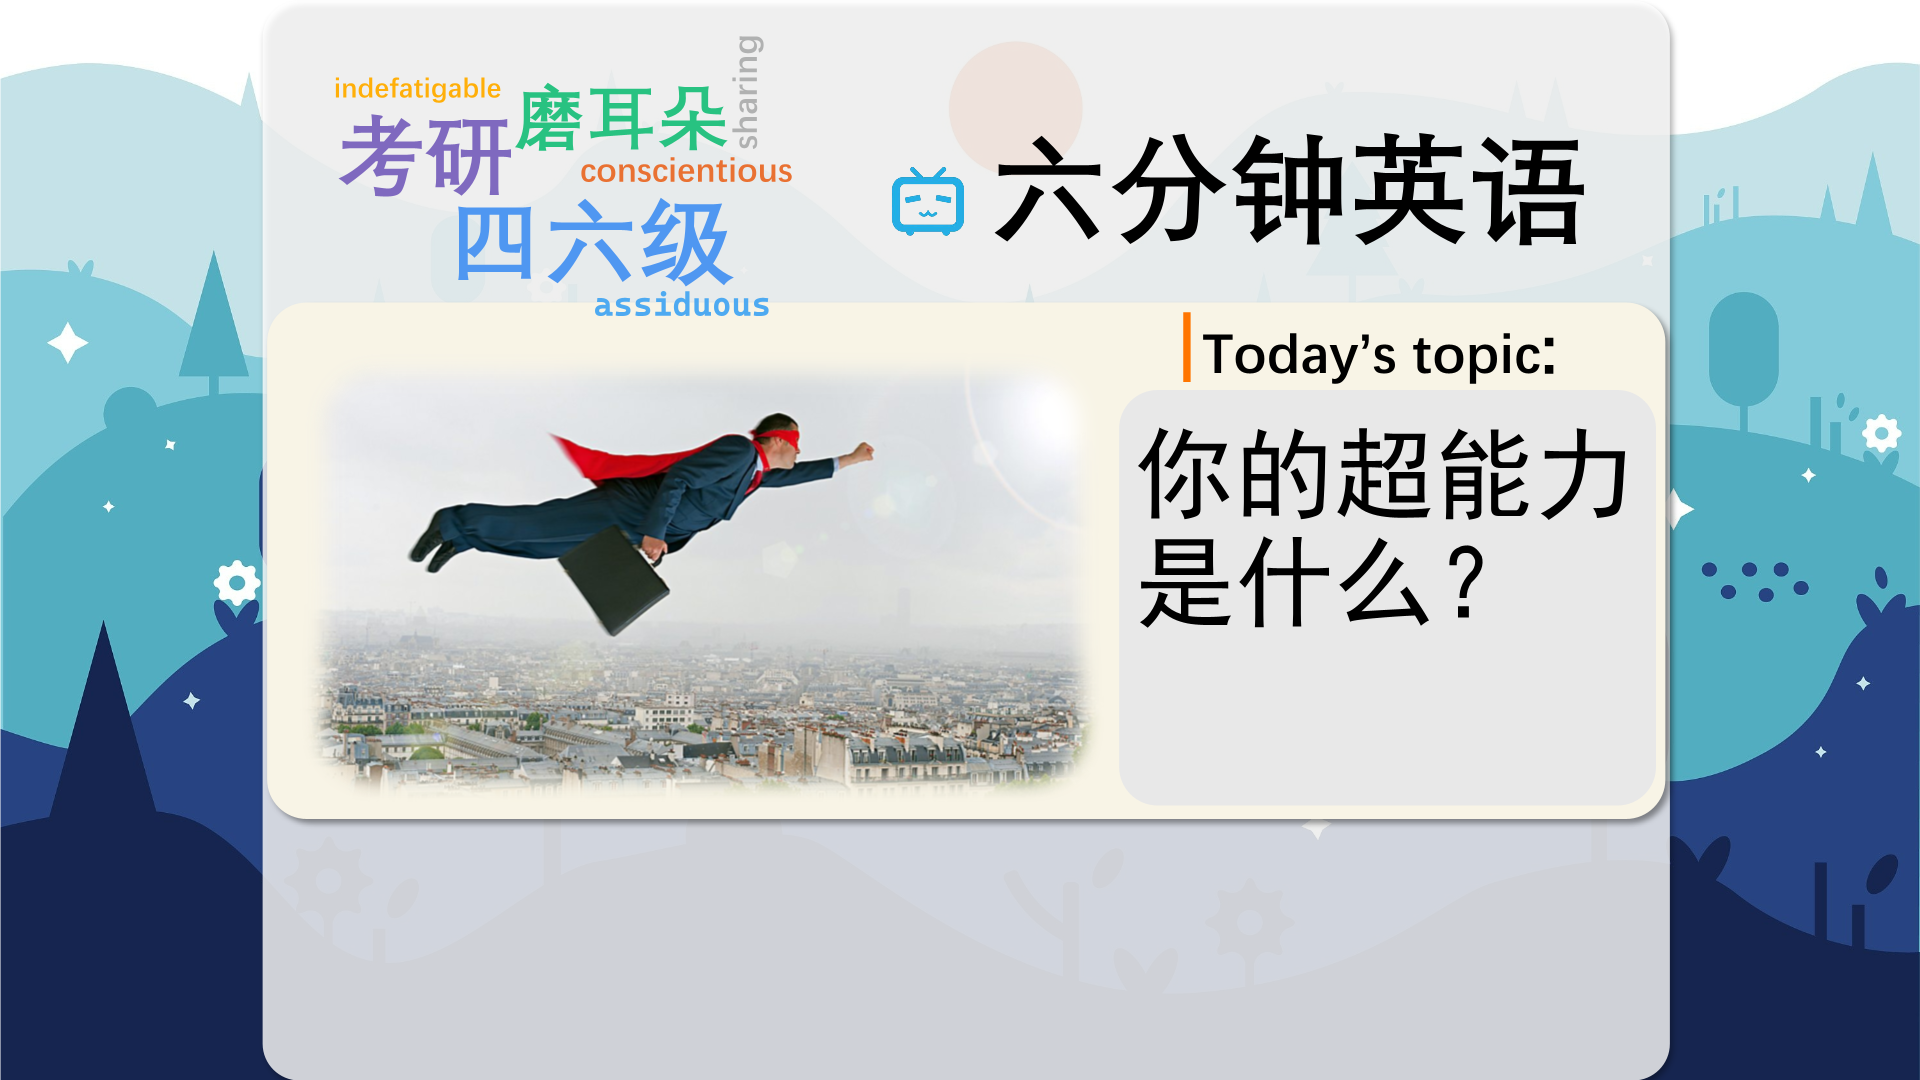 indefatigable
考研
磨耳朵
sharing
conscientious
四六级
assiduous
六分钟英语
Today’s topic:
你的超能力
是什么?